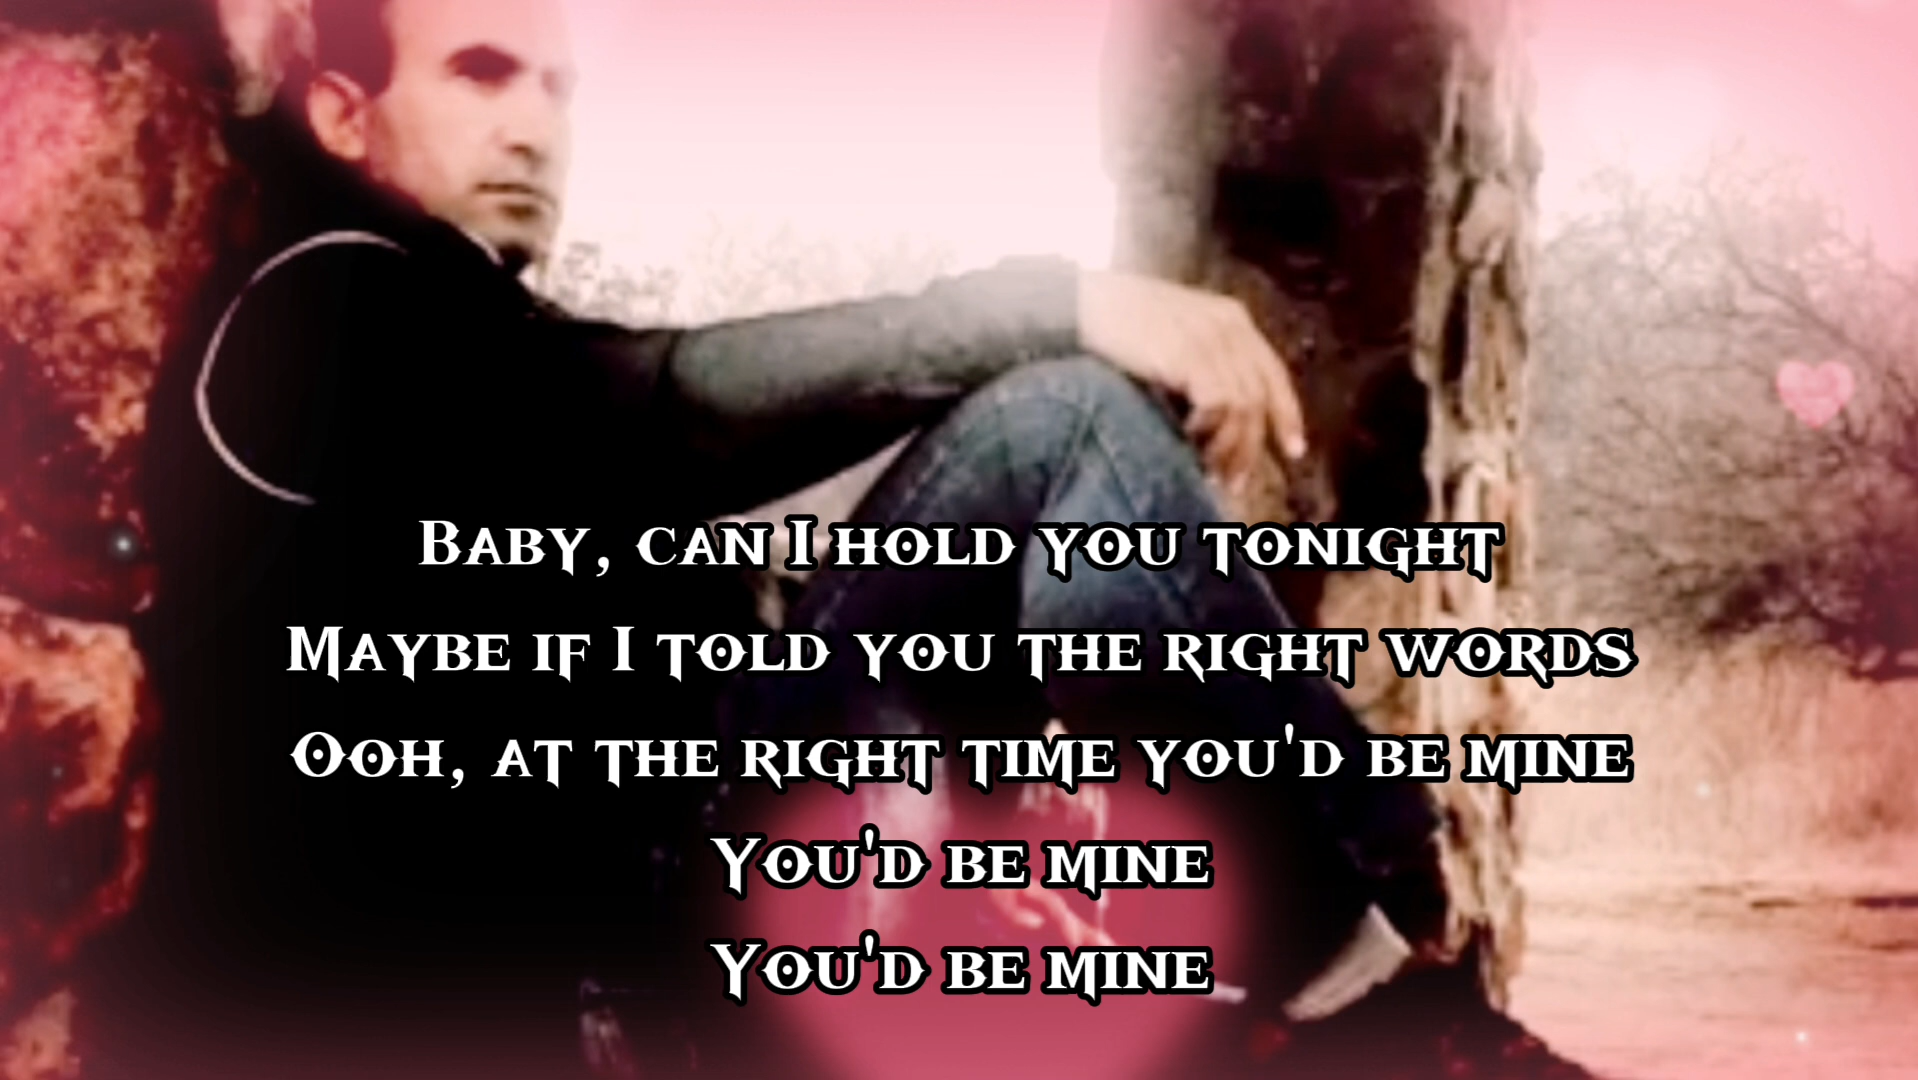 Baby, can I hold you tonight
Maybe if I told you the right words
Ooh, at the right time you'd be mine
You'd be mine
You'd be mine